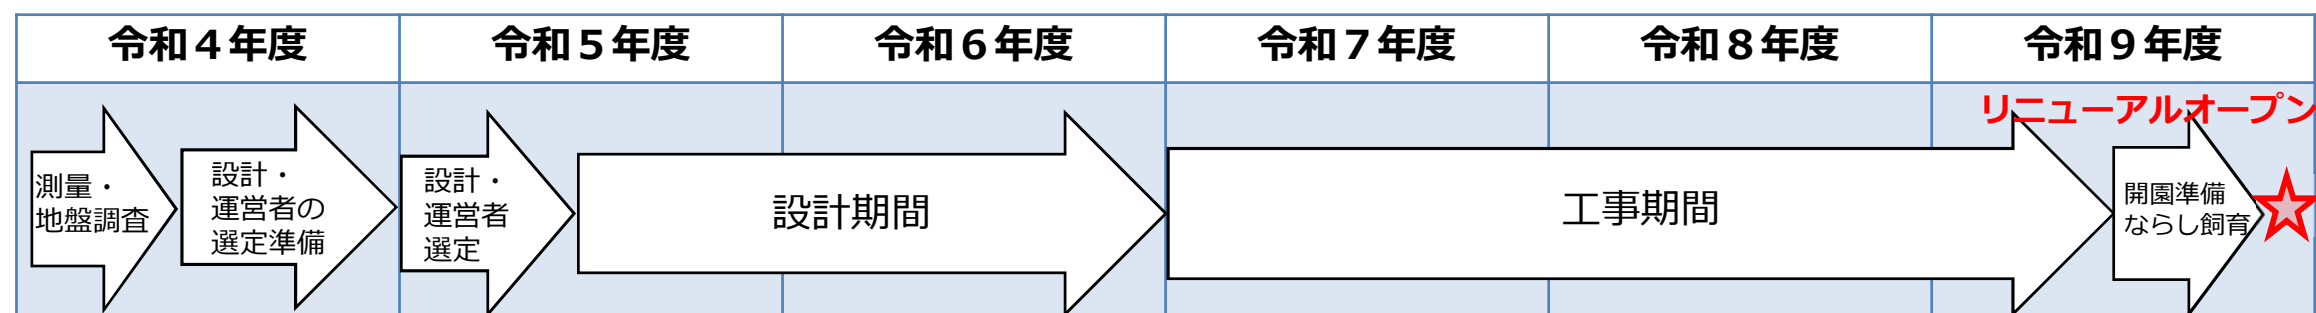 令和４年度
令和５年度
令和６年度
令和７年度
令和８年度
令和９年度
測量・
地盤調査
設計・
運営者の
選定準備
設計・
運営者
選定
設計期間
工事期間
リニューアルオープン
開園準備
ならし飼育